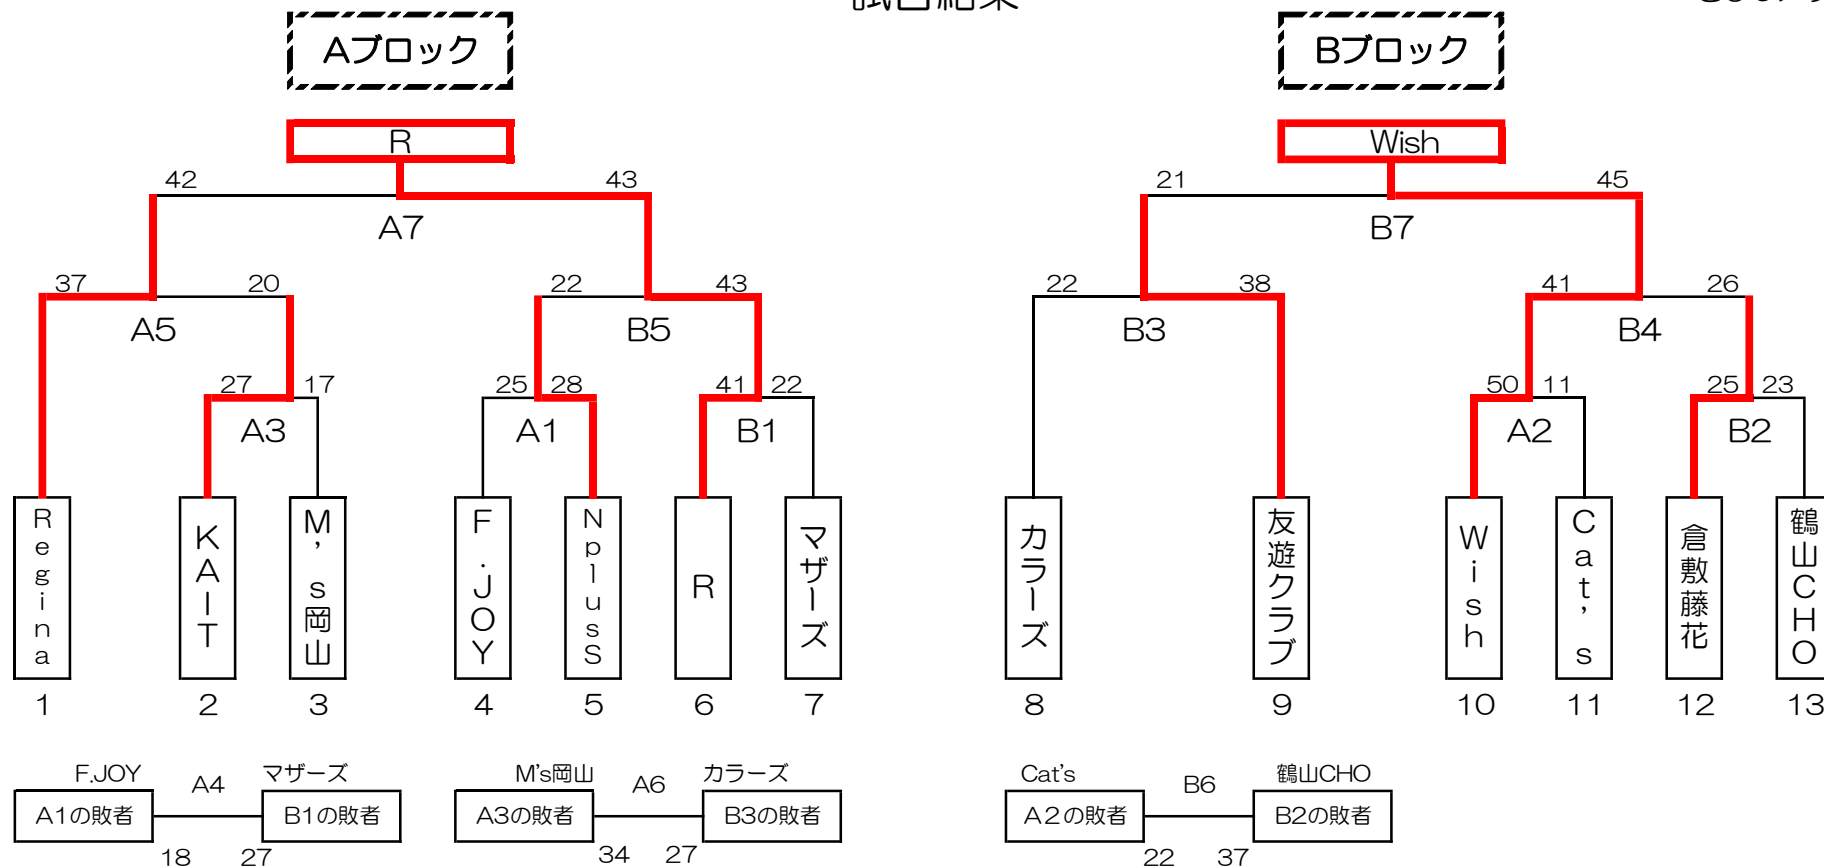 試合結果
Aブロック
Bブロック
R
Wish
42 43
21 45
A7
B7
37 20 22 43
22 38 41 26
A5
B5
B3
B4
27 17 25 28 41 22
50 11 25 23
A3
A1
B1
A2
B2
Regina
KAIT
M's岡山
F.JOY
NplusS
R
マザーズ
カラーズ
友遊クラブ
Wish
Cat's
倉敷藤花
鶴山CHO
1 2 3 4 5 6 7 8 9 10 11 12 13
F.JOY A4 マザーズ
A1の敗者 B1の敗者
18 27
M's岡山 A6 カラーズ
A3の敗者 B3の敗者
34 27
Cat's B6 鶴山CHO
A2の敗者 B2の敗者
22 37